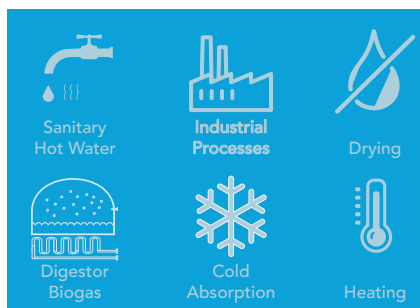 Sanitary
Hot Water
Industrial
Processes
Drying
Digestor
Biogas
Cold
Absorption
Heating